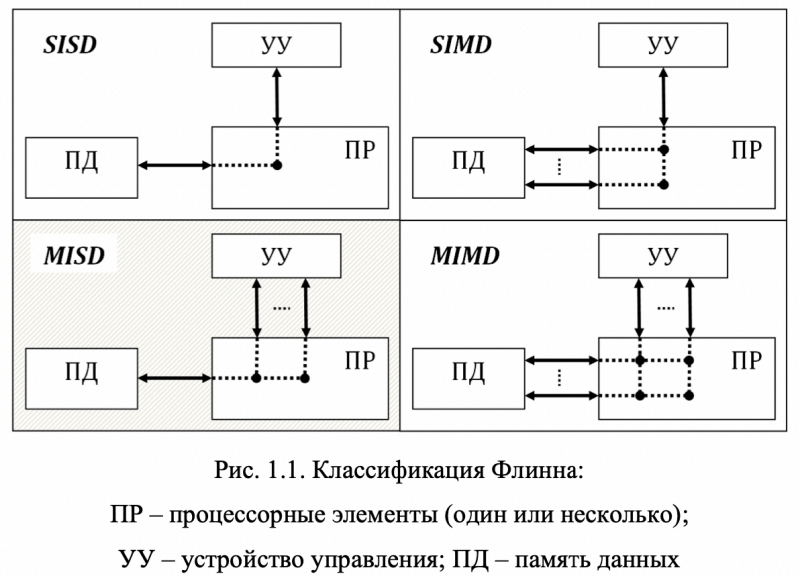 SISD
УУ
ПД
ПР
SIMD
УУ
ПД
ПР
MISD
УУ
ПД
ПР
MIMD
УУ
ПД
ПР
Рис. 1.1. Классификация Флинна:
ПР – процессорные элементы (один или несколько);
УУ – устройство управления; ПД – память данных